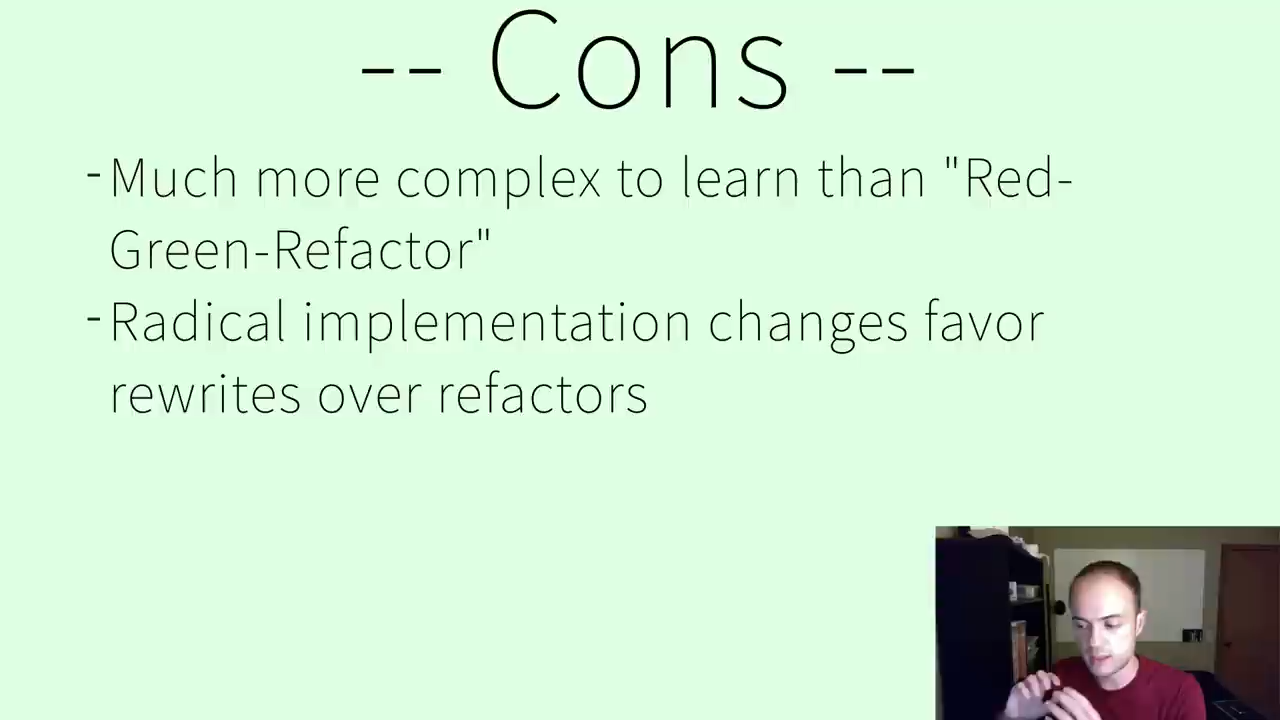 -- Cons --
- Much more complex to learn than "Red-
Green-Refactor"
- Radical implementation changes favor
rewrites over refactors